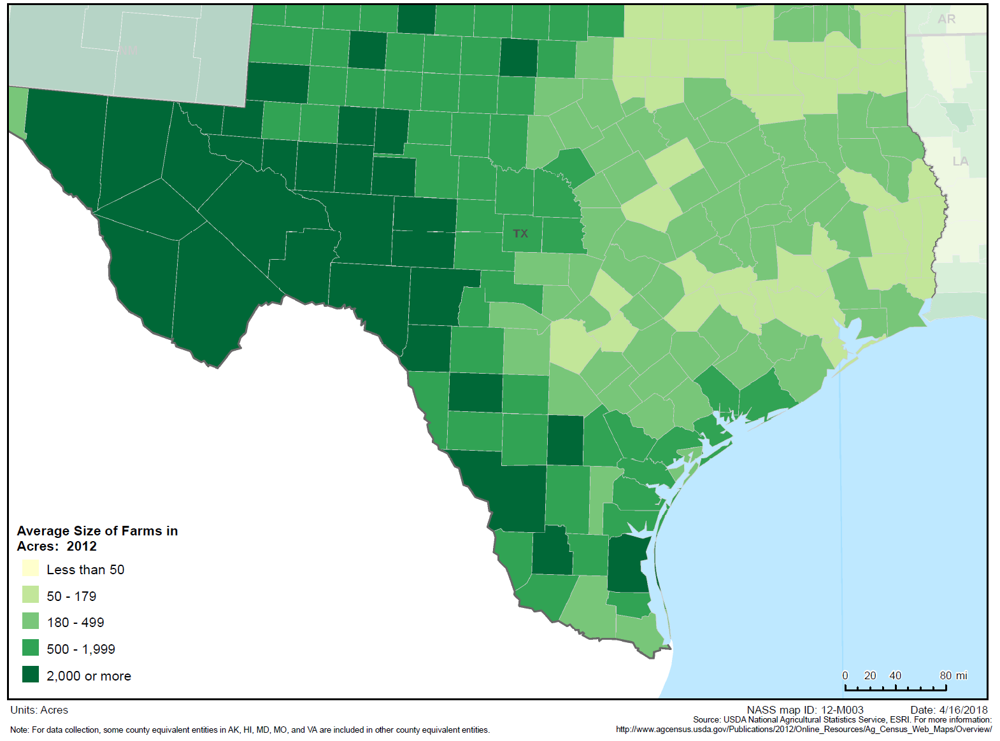 AR
NM
LA
TX
Average Size of Farms in
Acres: 2012
Less than 50
50 - 179
180 - 499
500 - 1,999
2,000 or more
0 20 40 80 mi
Units: Acres
NASS map ID: 12-M003 Date: 4/16/2018
Source: USDA National Agricultural Statistics Service, ESRI. For more information:
Note: For data collection, some county equivalent entities in AK, HI, MD, MO, and VA are included in other county equivalent entities.
http://www.agcensus.usda.gov/Publications/2012/Online_Resources/Ag_Census_Web_Maps/Overview/